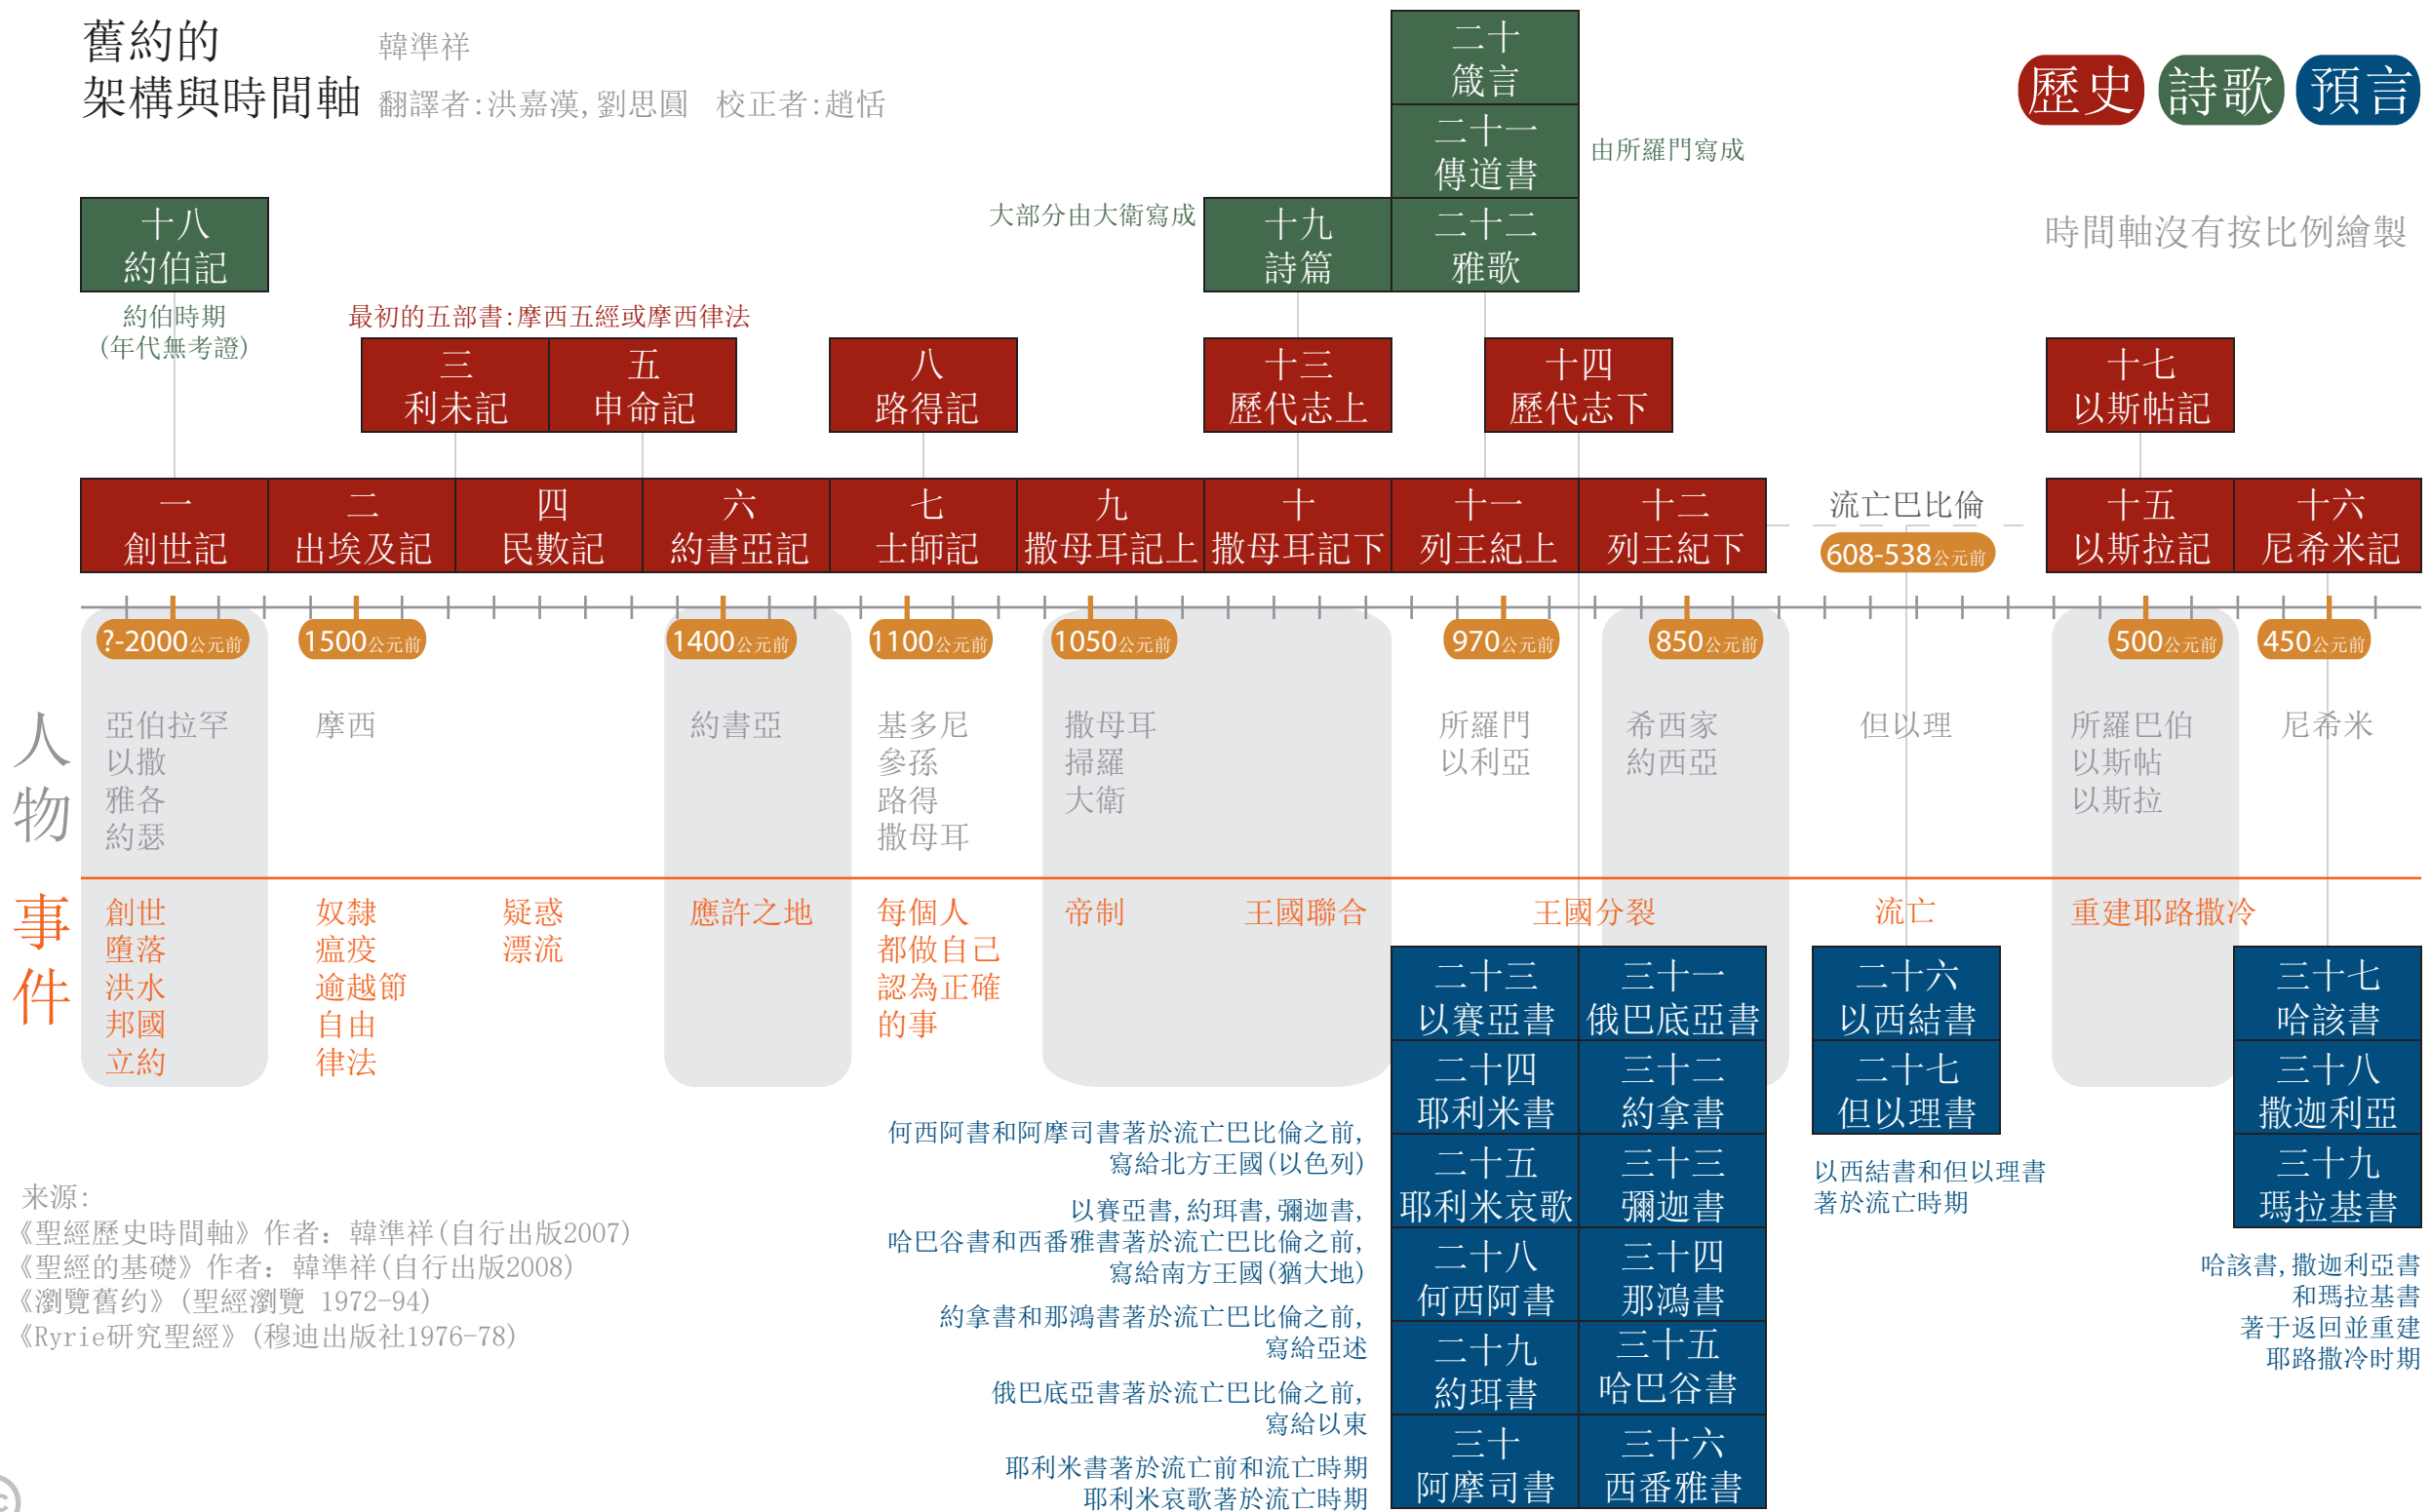 舊約的
架構與時間軸
韓準祥
翻譯者:洪嘉漢,劉思圓 校正者:趙恬
歷史
詩歌
預言
時間軸沒有按比例繪製
二十
箴言
二十一
傳道書
由所羅門寫成
大部分由大衛寫成
十八
約伯記
十九
詩篇
二十二
雅歌
約伯時期
(年代無考證)
最初的五部書:摩西五經或摩西律法
三
利未記
五
申命記
八
路得記
十三
歷代志上
十四
歷代志下
十七
以斯帖記
一
創世記
二
出埃及記
四
民數記
六
約書亞記
七
士師記
九
撒母耳記上
十
撒母耳記下
十一
列王紀上
十二
列王紀下
流亡巴比倫
608-538公元前
十五
以斯拉記
十六
尼希米記
?-2000公元前
1500公元前
1400公元前
1100公元前
1050公元前
970公元前
850公元前
500公元前
450公元前
人物
亞伯拉罕
以撒
雅各
約瑟
摩西
約書亞
基多尼
參孫
路得
撒母耳
撒母耳
掃羅
大衛
所羅門
以利亞
希西家
約西亞
但以理
所羅巴伯
以斯帖
以斯拉
尼希米
事件
創世
墮落
洪水
邦國
立約
奴隸
瘟疫
逾越節
自由
律法
疑惑
漂流
應許之地
每個人
都做自己
認為正確
的事
帝制
王國聯合
王國分裂
流亡
重建耶路撒冷
二十三
以賽亞書
二十四
耶利米書
二十五
耶利米哀歌
二十八
何西阿書
二十九
約珥書
三十
阿摩司書
三十一
俄巴底亞書
三十二
約拿書
三十三
彌迦書
三十四
那鴻書
三十五
哈巴谷書
三十六
西番雅書
二十六
以西結書
二十七
但以理書
以西結書和但以理書
著於流亡時期
三十七
哈該書
三十八
撒迦利亞
三十九
瑪拉基書
哈該書,撒迦利亞書
和瑪拉基書
著于返回並重建
耶路撒冷时期
何西阿書和阿摩司書著於流亡巴比倫之前,
寫給北方王國(以色列)
以賽亞書,約珥書,彌迦書,
哈巴谷書和西番雅書著於流亡巴比倫之前,
寫給南方王國(猶大地)
約拿書和那鴻書著於流亡巴比倫之前,
寫給亞述
俄巴底亞書著於流亡巴比倫之前,
寫給以東
耶利米書著於流亡前和流亡時期
耶利米哀歌著於流亡時期
来源:
《聖經歷史時間軸》作者: 韓準祥(自行出版2007)
《聖經的基礎》作者: 韓準祥(自行出版2008)
《瀏覽舊约》(聖經瀏覽 1972-94)
《Ryrie研究聖經》(穆迪出版社1976-78)